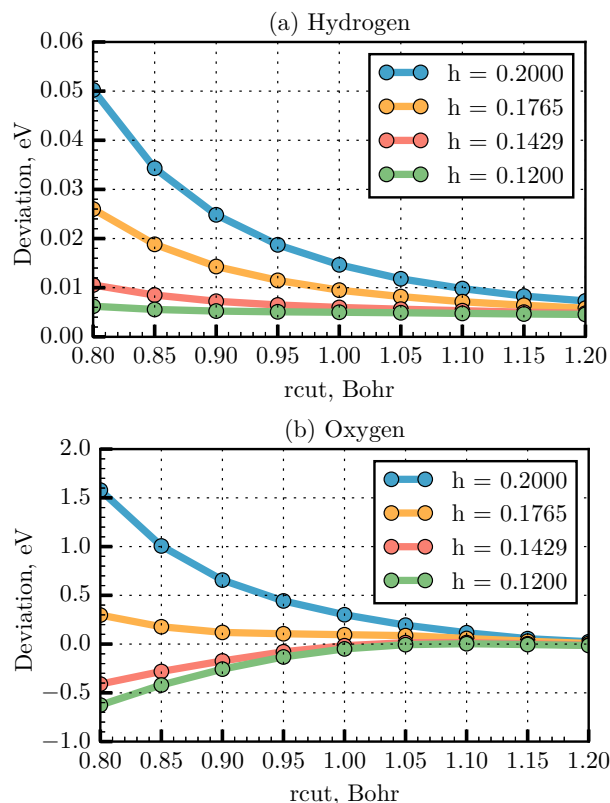 (a) Hydrogen
0.06
0.05
0.04
0.03
0.02
0.01
0.00
Deviation, eV
h = 0.2000
h = 0.1765
h = 0.1429
h = 0.1200
0.80 0.85 0.90 0.95 1.00 1.05 1.10 1.15 1.20
rcut, Bohr
(b) Oxygen
2.0
1.5
1.0
0.5
0.0
−0.5
−1.0
Deviation, eV
h = 0.2000
h = 0.1765
h = 0.1429
h = 0.1200
0.80 0.85 0.90 0.95 1.00 1.05 1.10 1.15 1.20
rcut, Bohr